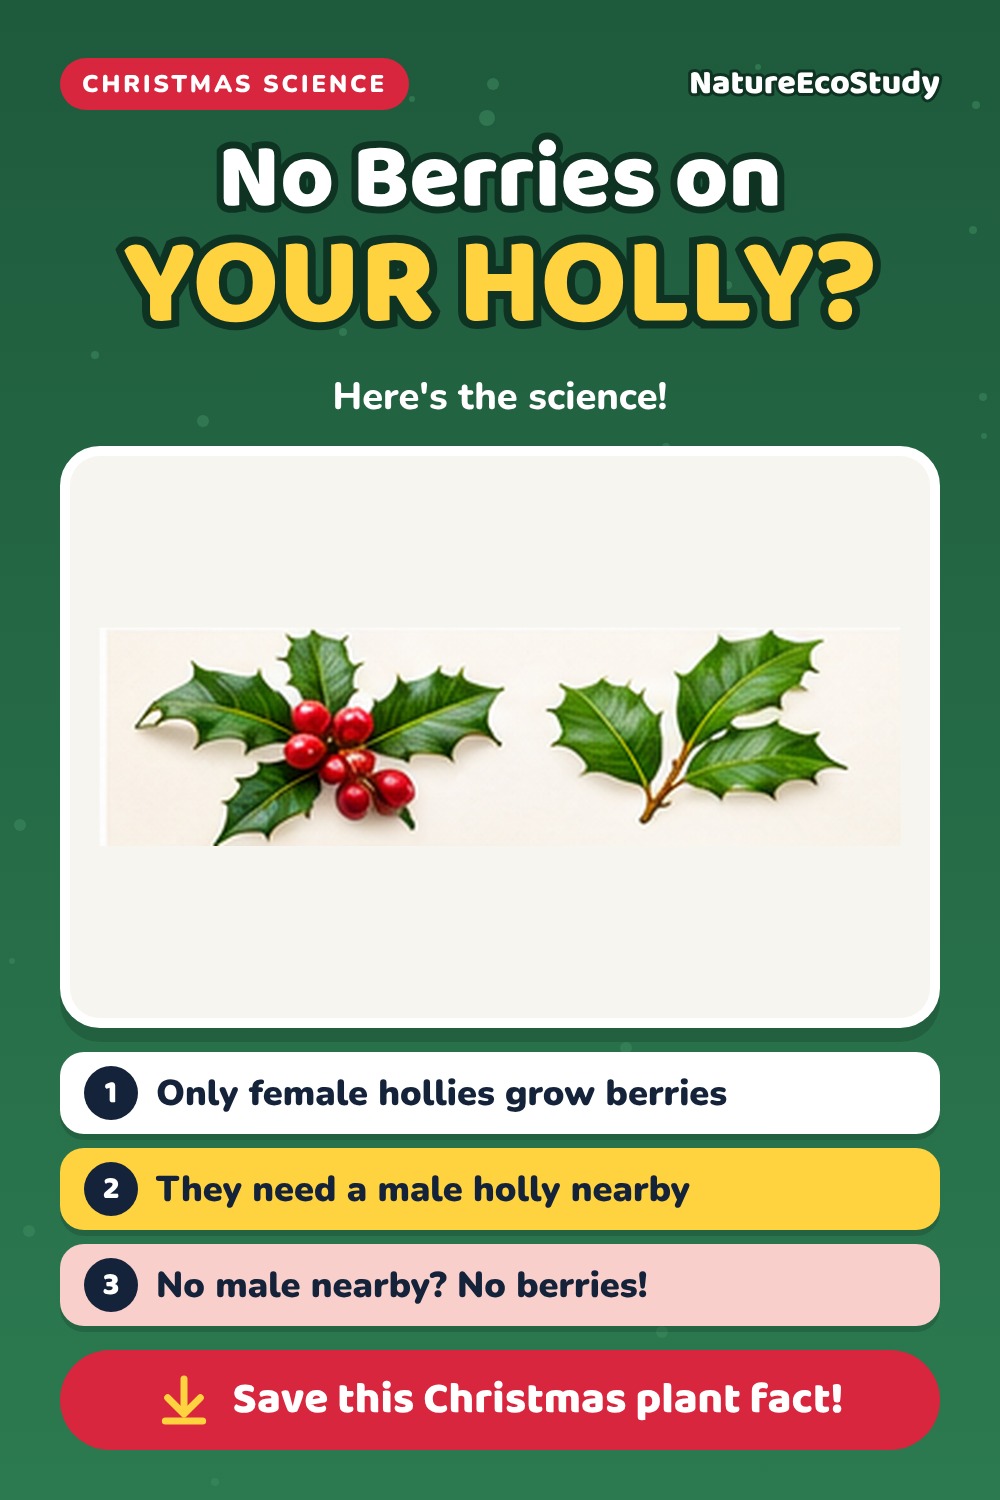 CHRISTMAS SCIENCE
NatureEcoStudy
No Berries on
YOUR HOLLY?
Here's the science!
1 Only female hollies grow berries
2 They need a male holly nearby
3 No male nearby? No berries!
Save this Christmas plant fact!